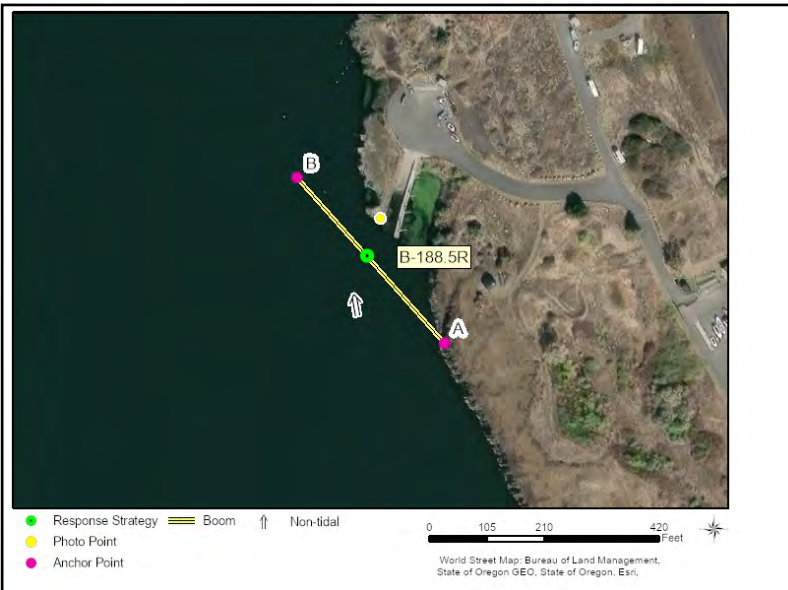 B
B-188.5R
A
Response Strategy Boom Non-tidal
Photo Point
Anchor Point
0 105 210 420
Feet
World Street Map: Bureau of Land Management,
State of Oregon GEO, State of Oregon, Esri,